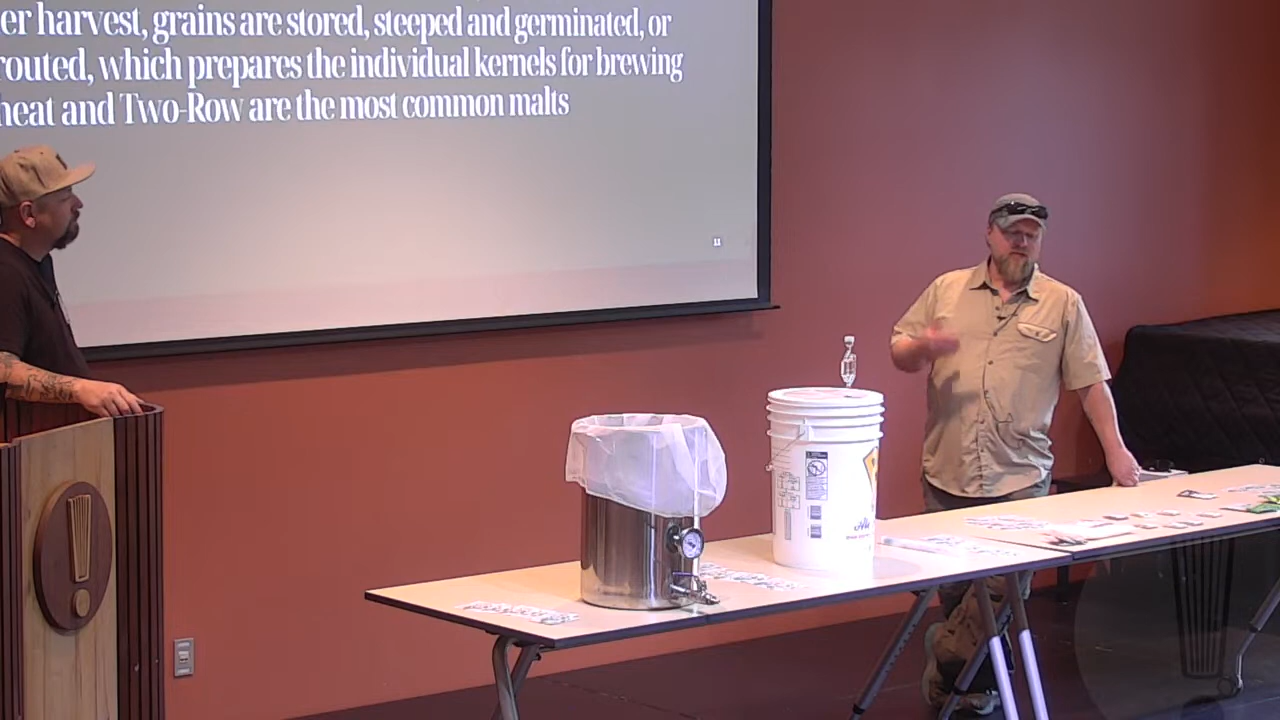 er harvest, grains are stored, steeped and germinated, or
routed, which prepares the individual kernels for brewing
heat and Two-Row are the most common malts
11